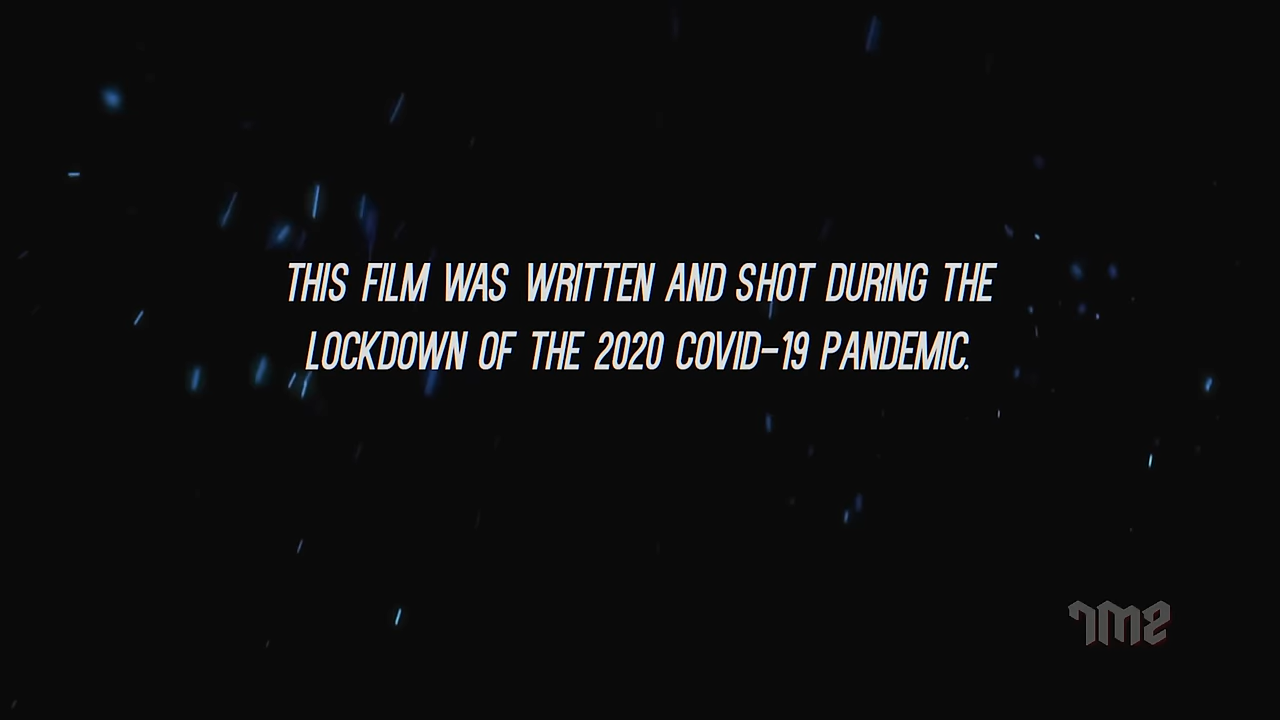 THIS FILM WAS WRITTEN AND SHOT DURING THE
LOCKDOWN OF THE 2020 COVID-19 PANDEMIC.